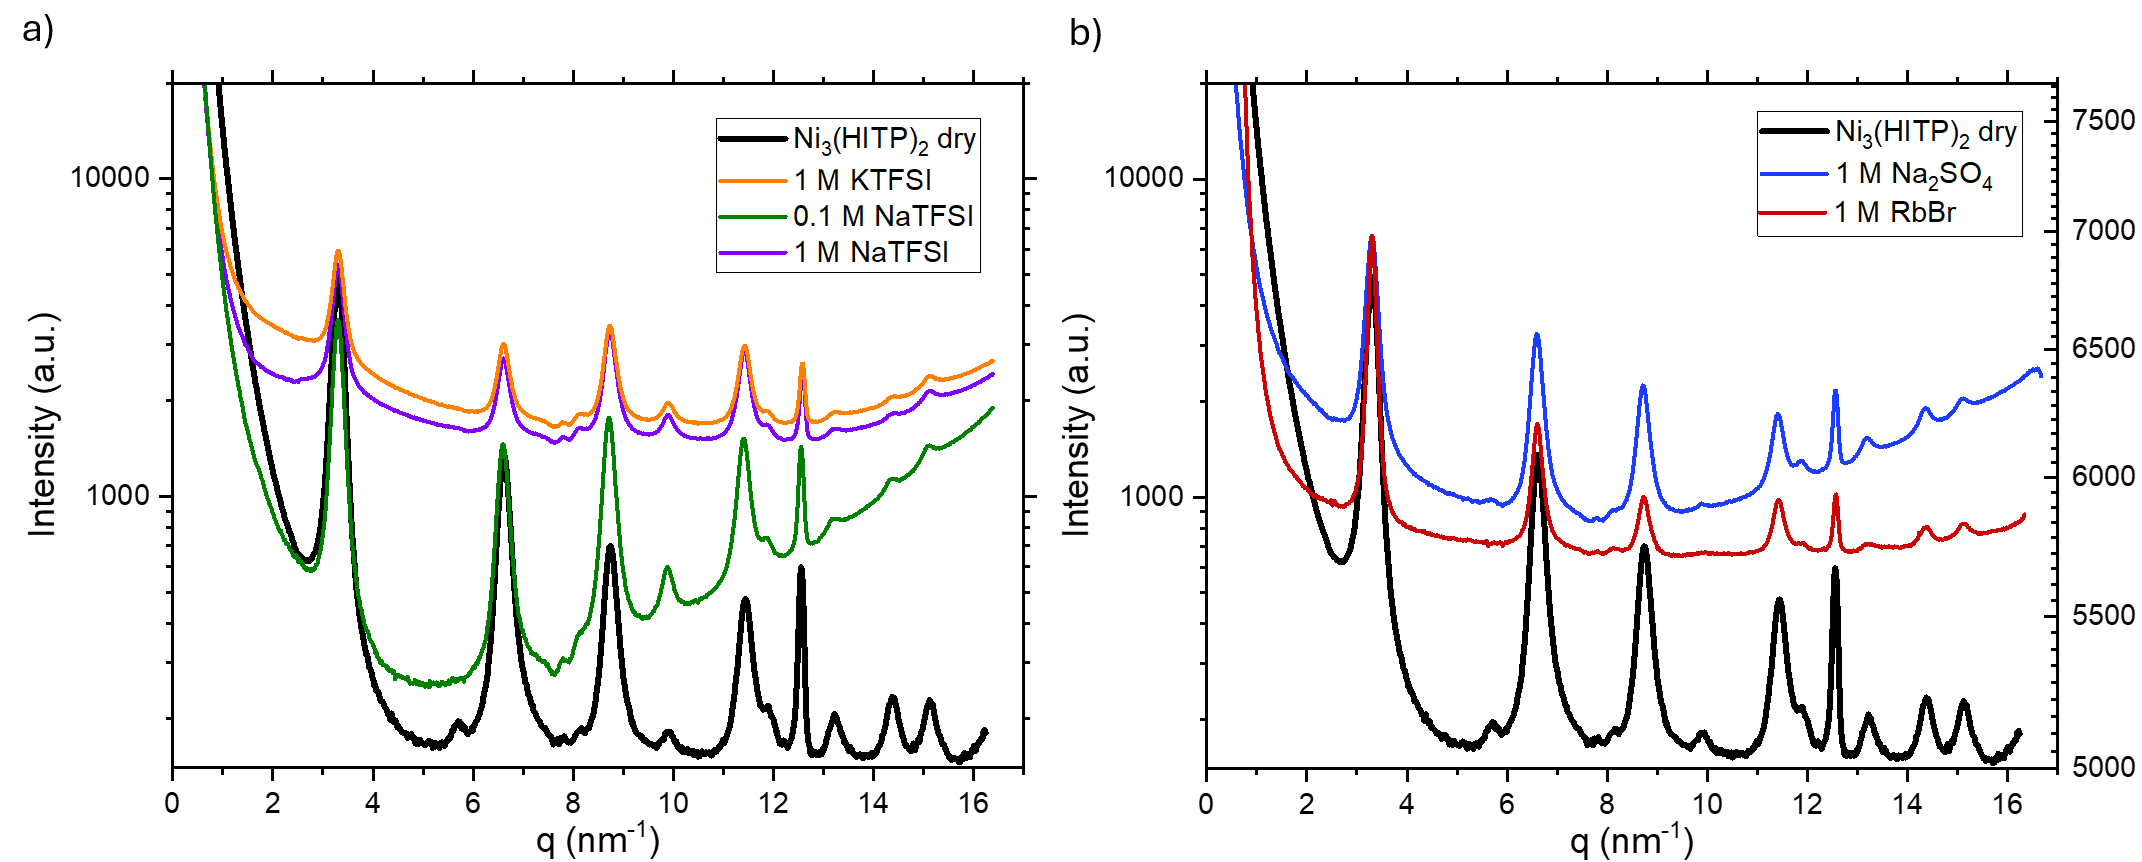 a)
Intensity (a.u.)
10000
1000
Ni₃(HITP)₂ dry
1 M KTFSI
0.1 M NaTFSI
1 M NaTFSI
0 2 4 6 8 10 12 14 16
q (nm⁻¹)
b)
Intensity (a.u.)
10000
1000
Ni₃(HITP)₂ dry
1 M Na₂SO₄
1 M RbBr
7500
7000
6500
6000
5500
5000
0 2 4 6 8 10 12 14 16
q (nm⁻¹)